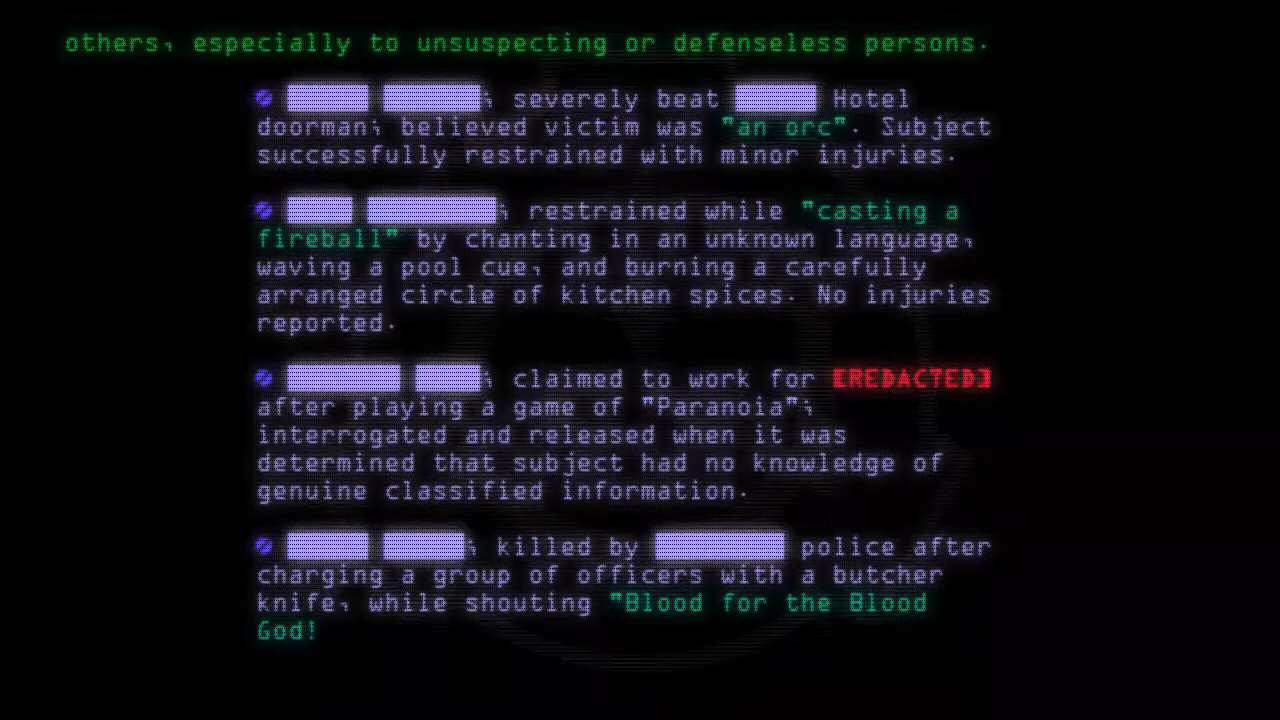 others, especially to unsuspecting or defenseless persons.
█████ ██████; severely beat █████ Hotel
doorman; believed victim was "an orc". Subject
successfully restrained with minor injuries.
████ ████████; restrained while "casting a
fireball" by chanting in an unknown language,
waving a pool cue, and burning a carefully
arranged circle of kitchen spices. No injuries
reported.
███████ ████; claimed to work for [REDACTED]
after playing a game of "Paranoia";
interrogated and released when it was
determined that subject had no knowledge of
genuine classified information.
█████ █████; killed by ████████ police after
charging a group of officers with a butcher
knife, while shouting "Blood for the Blood
God!